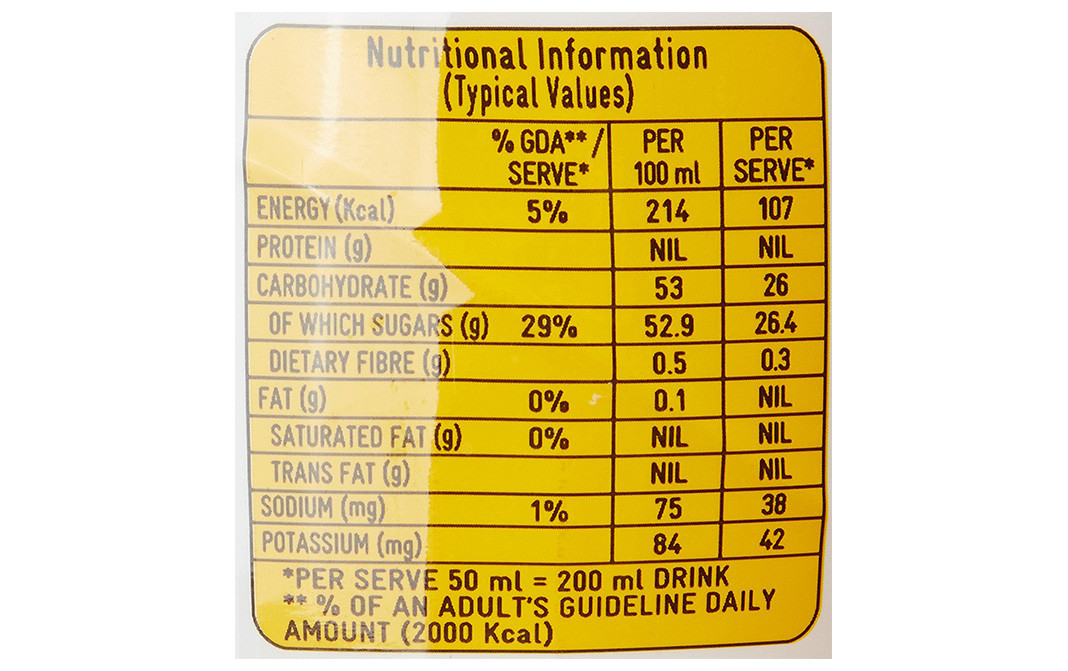 Nutritional Information
(Typical Values)
% GDA**/ SERVE* PER 100 ml PER SERVE*
ENERGY (Kcal) 5% 214 107
PROTEIN (g) NIL NIL
CARBOHYDRATE (g) 53 26
OF WHICH SUGARS (g) 29% 52.9 26.4
DIETARY FIBRE (g) 0.5 0.3
FAT (g) 0% 0.1 NIL
SATURATED FAT (g) 0% NIL NIL
TRANS FAT (g) NIL NIL
SODIUM (mg) 1% 75 38
POTASSIUM (mg) 84 42
*PER SERVE 50 ml = 200 ml DRINK
** % OF AN ADULT'S GUIDELINE DAILY
AMOUNT (2000 Kcal)